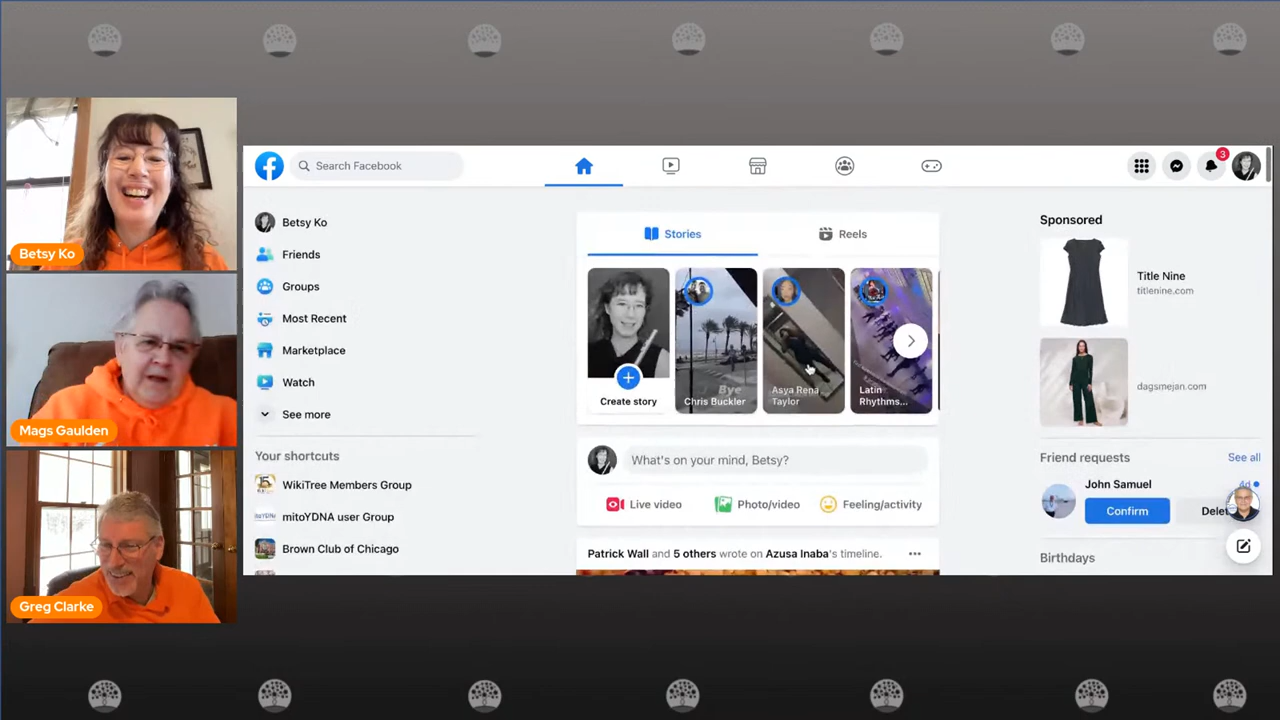 Betsy Ko
Mags Gaulden
Greg Clarke
Search Facebook
3
Betsy Ko
Friends
Groups
Most Recent
Marketplace
Watch
See more
Your shortcuts
WikiTree Members Group
mitoYDNA user Group
Brown Club of Chicago
Stories
Reels
Create story
Bye
Chris Buckler
Asya Rena
Taylor
Latin
Rhythms...
What's on your mind, Betsy?
Live video
Photo/video
Feeling/activity
Patrick Wall and 5 others wrote on Azusa Inaba's timeline.
Sponsored
Title Nine
titlenine.com
dagsmejan.com
Friend requests
See all
John Samuel
4d
Confirm
Delet
Birthdays